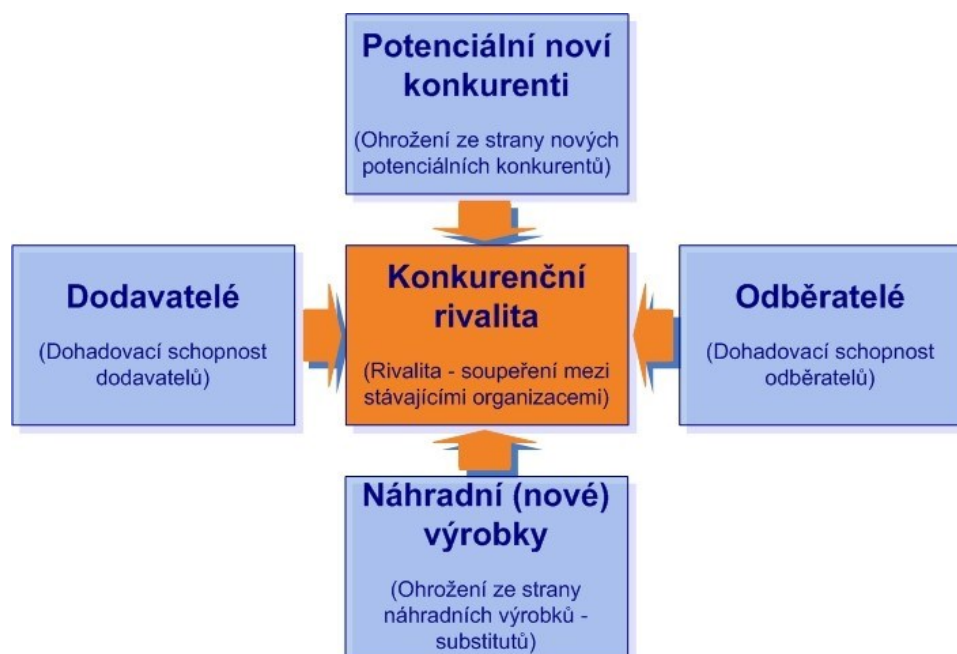 Potenciální noví
konkurenti
(Ohrožení ze strany nových
potenciálních konkurentů)
Dodavatelé
(Dohadovací schopnost
dodavatelů)
Konkurenční
rivalita
(Rivalita - soupeření mezi
stávajícími organizacemi)
Odběratelé
(Dohadovací schopnost
odběratelů)
Náhradní (nové)
výrobky
(Ohrožení ze strany
náhradních výrobků -
substitutů)